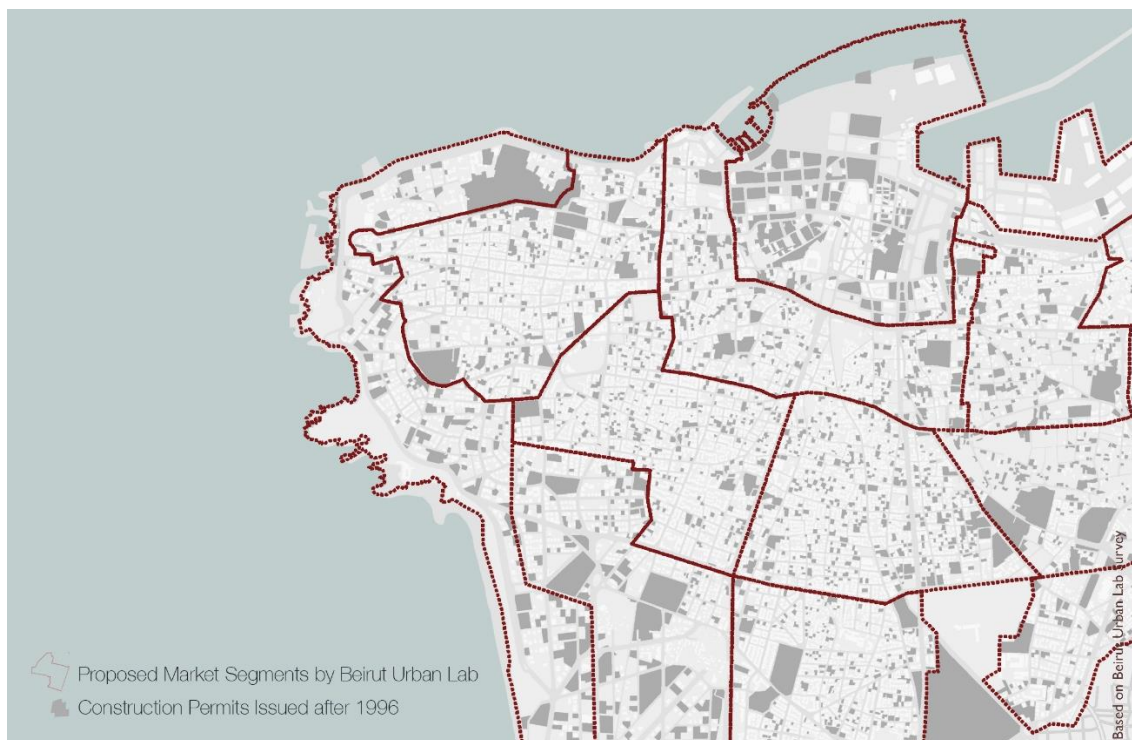 Proposed Market Segments by Beirut Urban Lab
Construction Permits Issued after 1996
Based on Beirut Urban Lab Survey